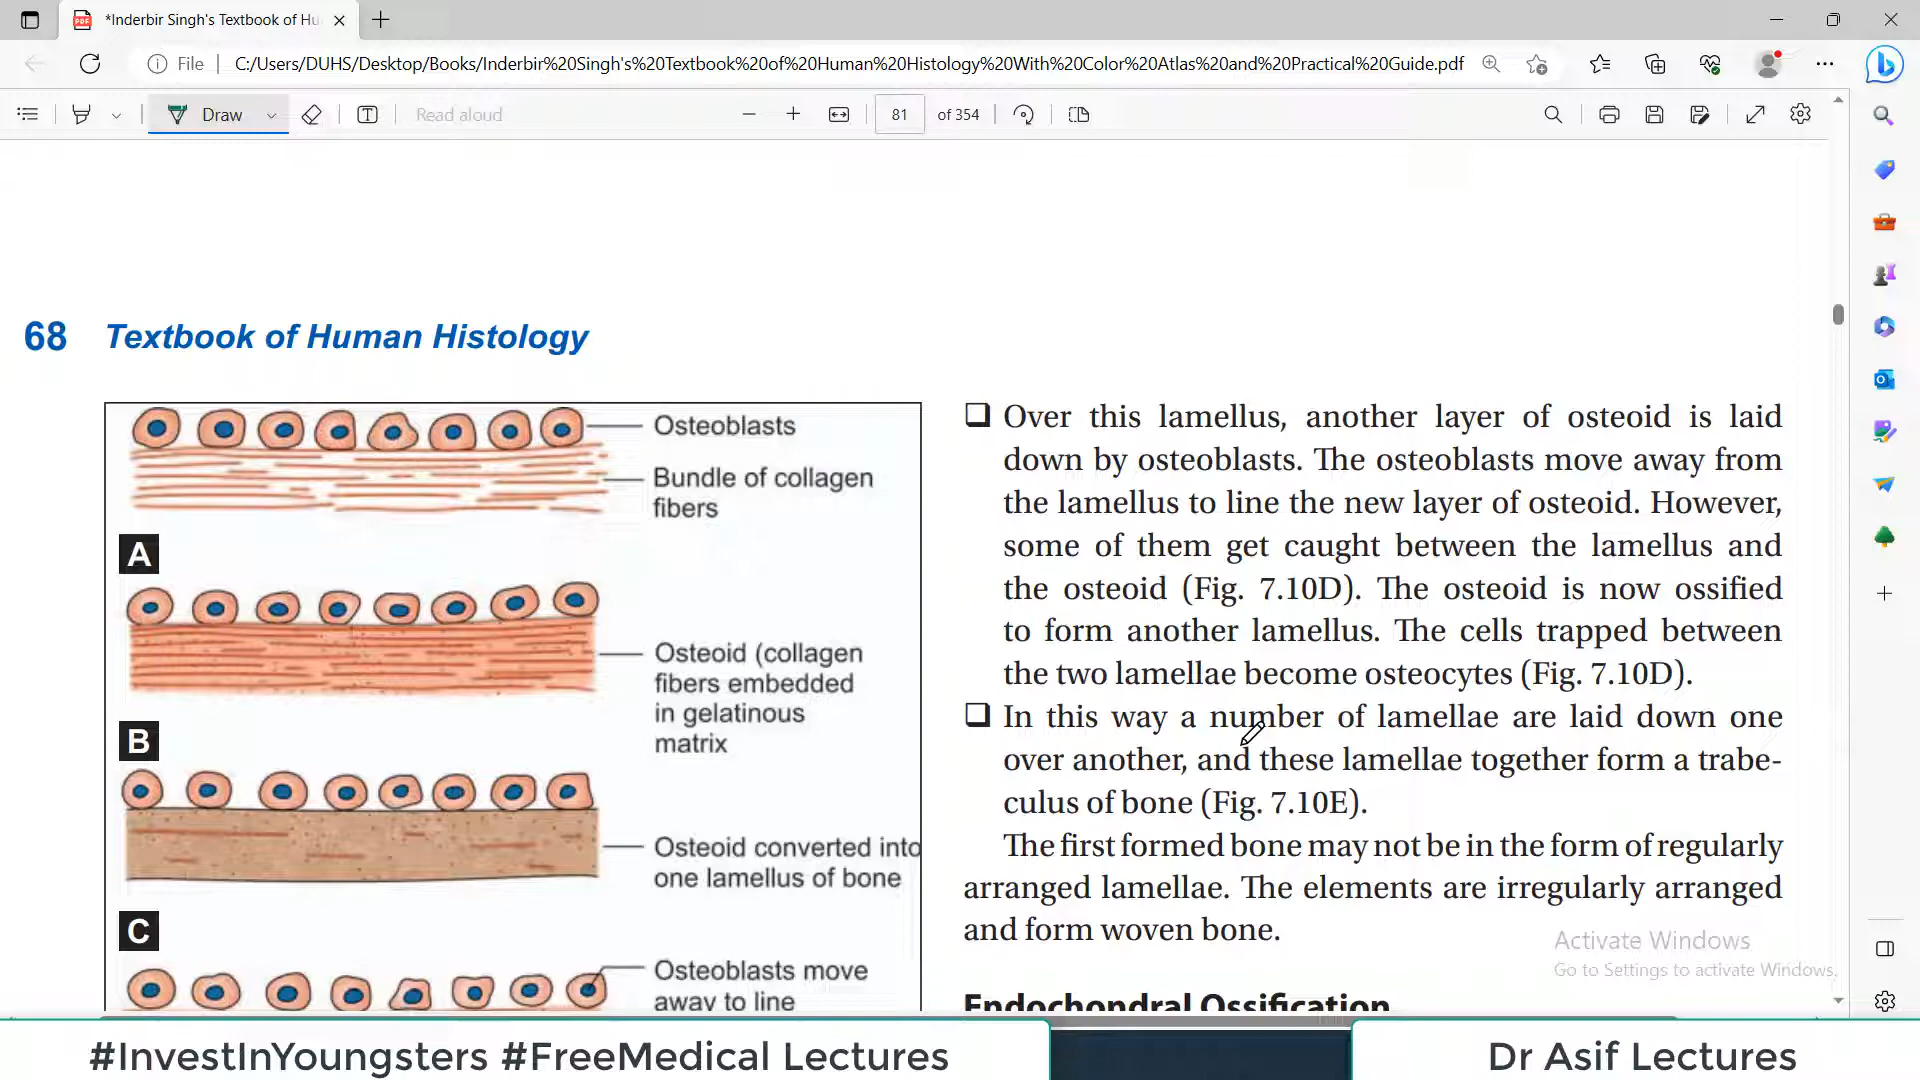 *Inderbir Singh's Textbook of Hu
File
C:/Users/DUHS/Desktop/Books/Inderbir%20Singh's%20Textbook%20of%20Human%20Histology%20With%20Color%20Atlas%20and%20Practical%20Guide.pdf
Draw
Read aloud
81
of 354
68 Textbook of Human Histology
Osteoblasts
Bundle of collagen
fibers
A
Osteoid (collagen
fibers embedded
in gelatinous
matrix
B
Osteoid converted into
one lamellus of bone
C
Osteoblasts move
away to line
❑ Over this lamellus, another layer of osteoid is laid
down by osteoblasts. The osteoblasts move away from
the lamellus to line the new layer of osteoid. However,
some of them get caught between the lamellus and
the osteoid (Fig. 7.10D). The osteoid is now ossified
to form another lamellus. The cells trapped between
the two lamellae become osteocytes (Fig. 7.10D).
❑ In this way a number of lamellae are laid down one
over another, and these lamellae together form a trabe-
culus of bone (Fig. 7.10E).
The first formed bone may not be in the form of regularly
arranged lamellae. The elements are irregularly arranged
and form woven bone.
Endochondral Ossification
Activate Windows
Go to Settings to activate Windows.
#InvestInYoungsters #FreeMedical Lectures
Dr Asif Lectures